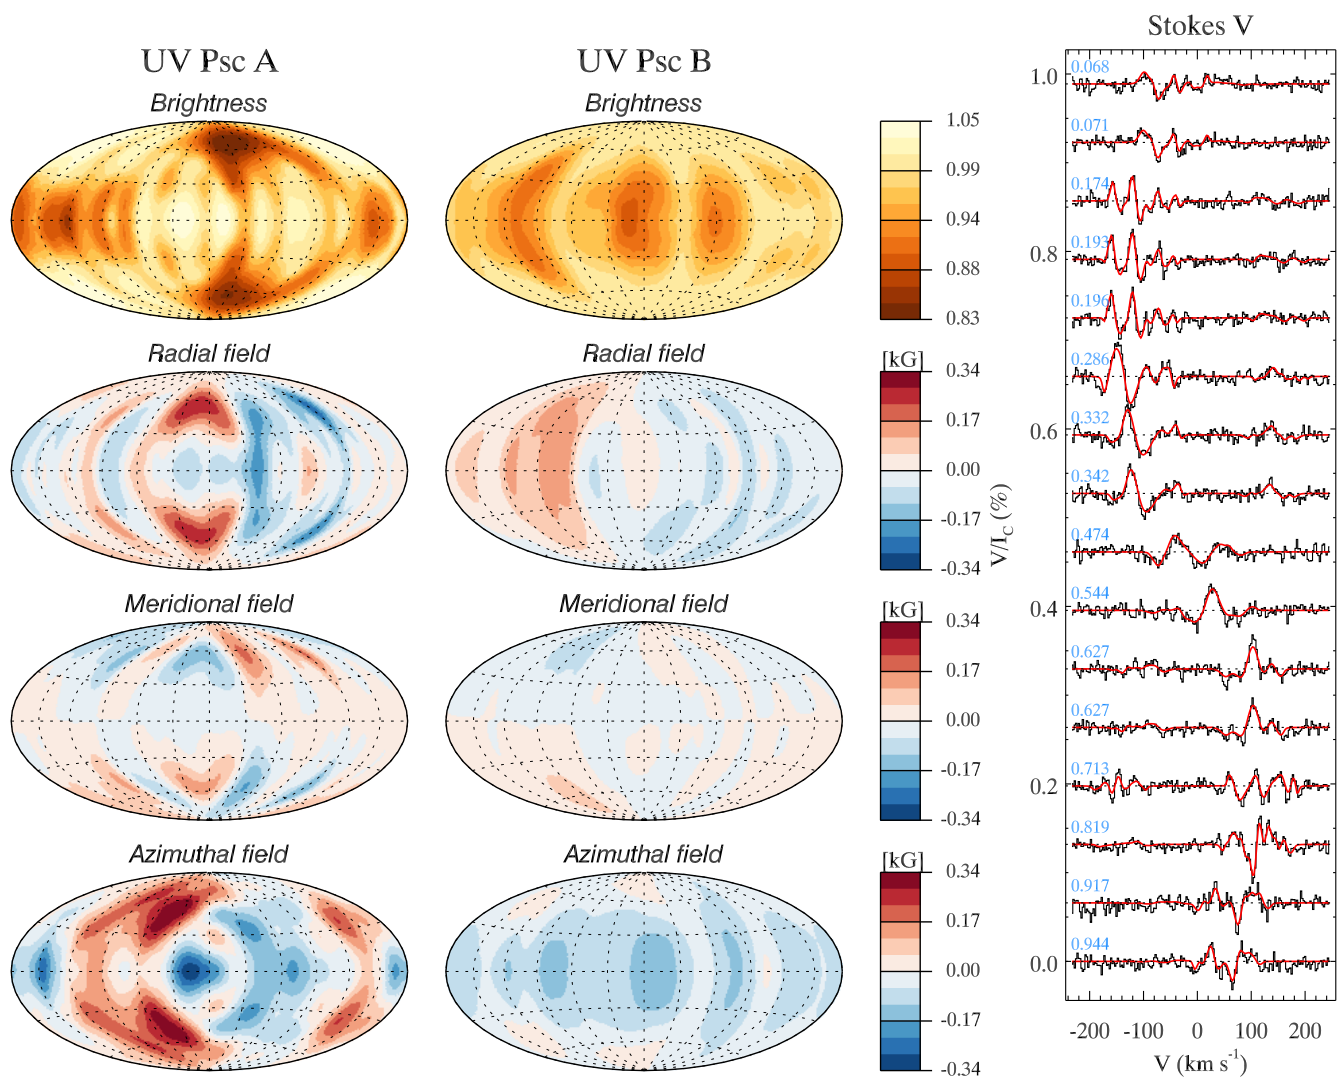 UV Psc A
UV Psc B
Stokes V
Brightness
Brightness
1.05
0.99
0.94
0.88
0.83
Radial field
Radial field
[kG]
0.34
0.17
0.00
-0.17
-0.34
Meridional field
Meridional field
[kG]
0.34
0.17
0.00
-0.17
-0.34
Azimuthal field
Azimuthal field
[kG]
0.34
0.17
0.00
-0.17
-0.34
V/I_C (%)
1.0
0.8
0.6
0.4
0.2
0.0
0.068
0.071
0.174
0.193
0.196
0.286
0.332
0.342
0.474
0.544
0.627
0.627
0.713
0.819
0.917
0.944
-200 -100 0 100 200
V (km s⁻¹)